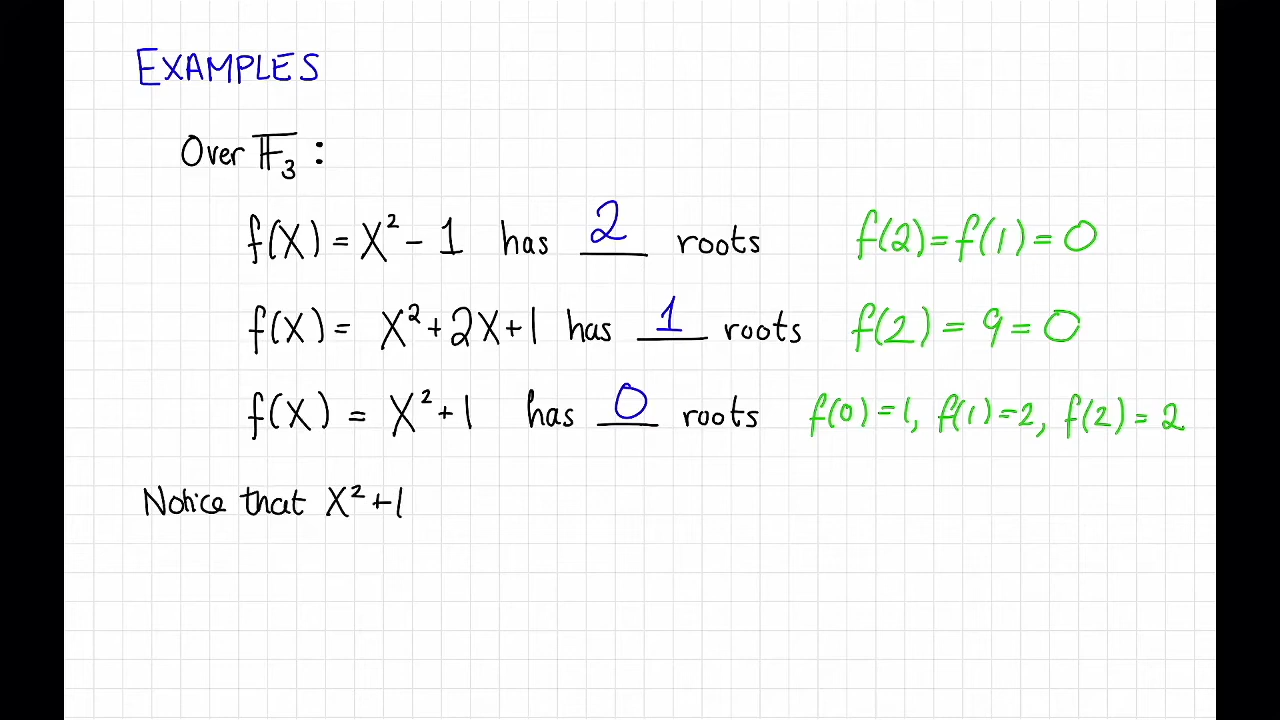 EXAMPLES
Over 𝔽₃ :
f(X) = X² - 1 has 2 roots f(2)=f(1)=0
f(X) = X²+2X+1 has 1 roots f(2) = 9 = 0
f(X) = X²+1 has 0 roots f(0)=1, f(1)=2, f(2)=2
Notice that X²+1